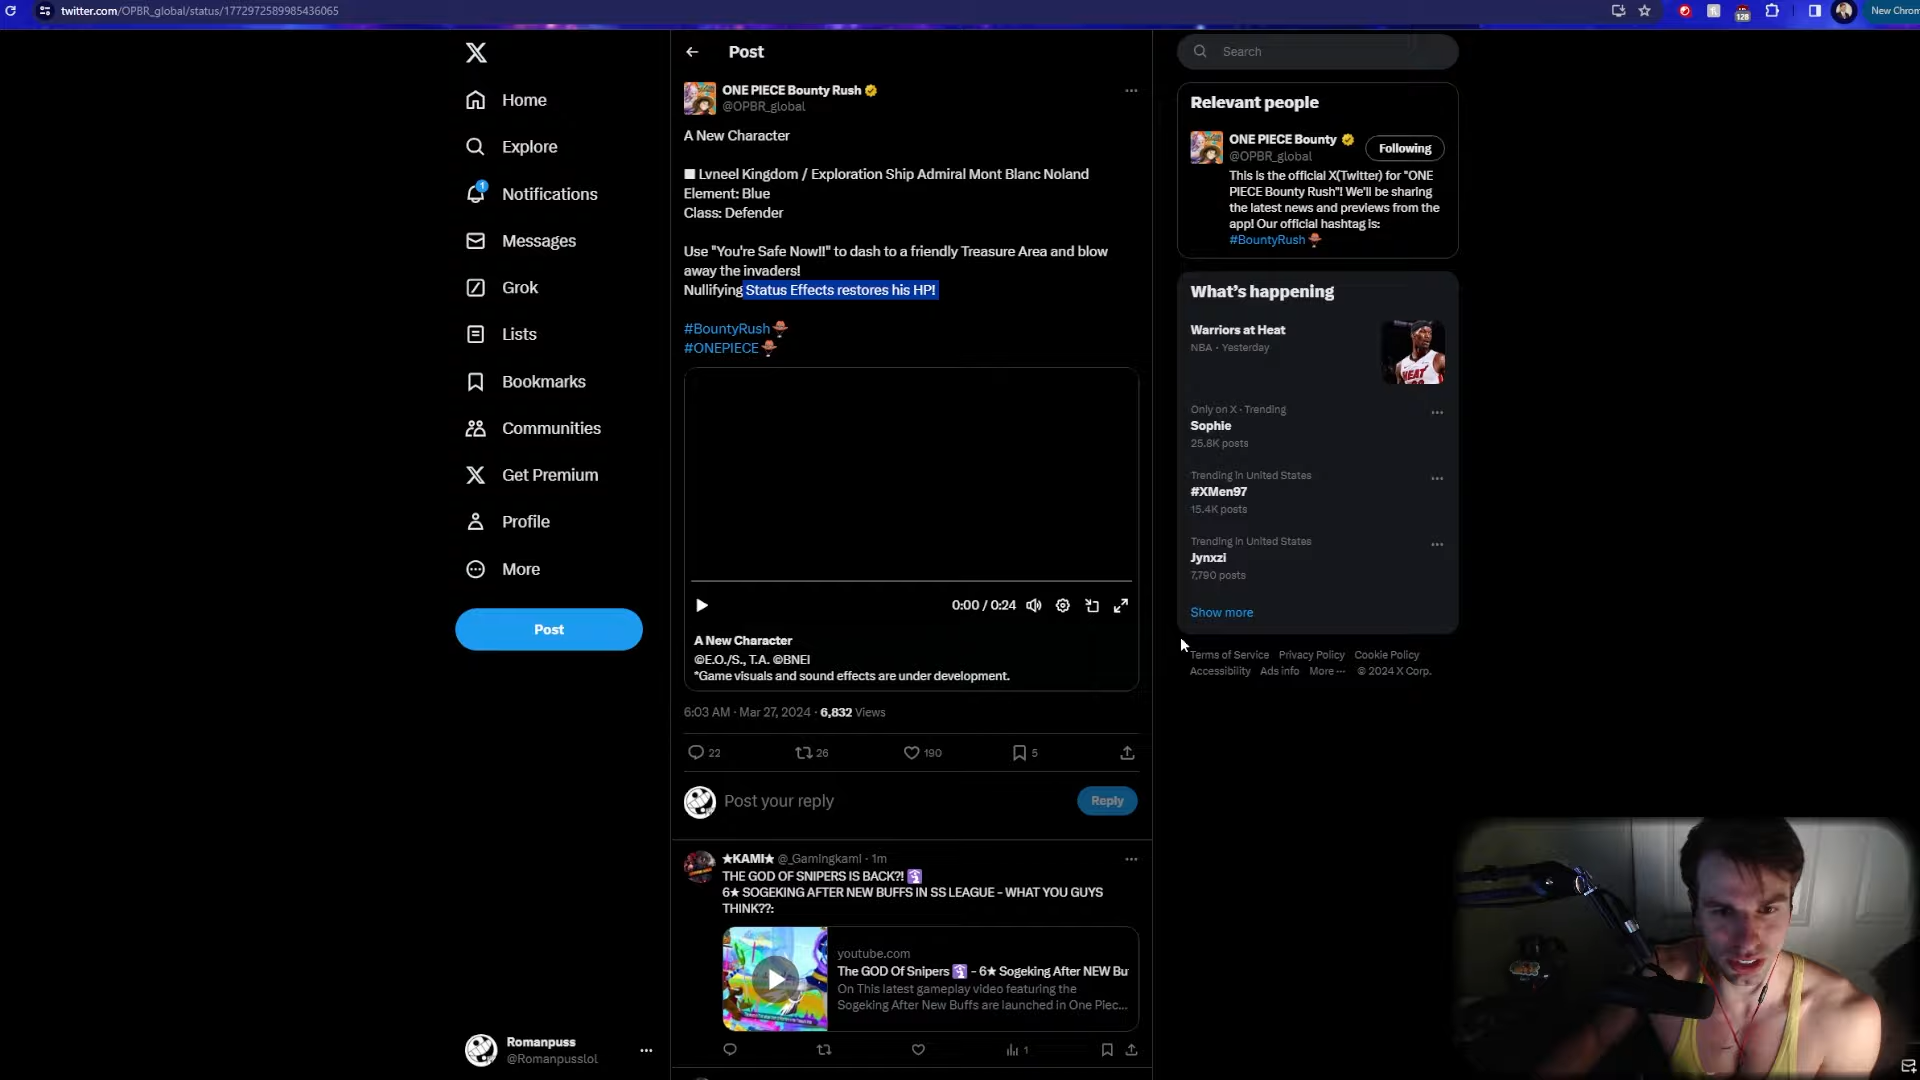 twitter.com/OPBR_global/status/1772972589985436065
128
New Chrom
Post
Search
Home
Explore
1
Notifications
Messages
Grok
Lists
Bookmarks
Communities
Get Premium
Profile
More
Post
Romanpuss
@Romanpusslol
ONE PIECE Bounty Rush
@OPBR_global
A New Character
■ Lvneel Kingdom / Exploration Ship Admiral Mont Blanc Noland
Element: Blue
Class: Defender
Use "You're Safe Now!!" to dash to a friendly Treasure Area and blow
away the invaders!
Nullifying Status Effects restores his HP!
#BountyRush
#ONEPIECE
0:00 / 0:24
A New Character
©E.O./S., T.A. ©BNEI
*Game visuals and sound effects are under development.
6:03 AM · Mar 27, 2024 · 6,832 Views
22
26
190
5
Post your reply
Reply
★KAMI★ @_Gamingkami · 1m
THE GOD OF SNIPERS IS BACK?!
6★ SOGEKING AFTER NEW BUFFS IN SS LEAGUE - WHAT YOU GUYS
THINK??:
youtube.com
The GOD Of Snipers - 6★ Sogeking After NEW Bu
On This latest gameplay video featuring the
Sogeking After New Buffs are launched in One Piec...
1
Relevant people
ONE PIECE Bounty
@OPBR_global
Following
This is the official X(Twitter) for "ONE
PIECE Bounty Rush"! We'll be sharing
the latest news and previews from the
app! Our official hashtag is:
#BountyRush
What's happening
Warriors at Heat
NBA · Yesterday
HEAT
Only on X · Trending
Sophie
25.8K posts
Trending in United States
#XMen97
15.4K posts
Trending in United States
Jynxzi
7,790 posts
Show more
Terms of Service Privacy Policy Cookie Policy
Accessibility Ads info More ··· © 2024 X Corp.